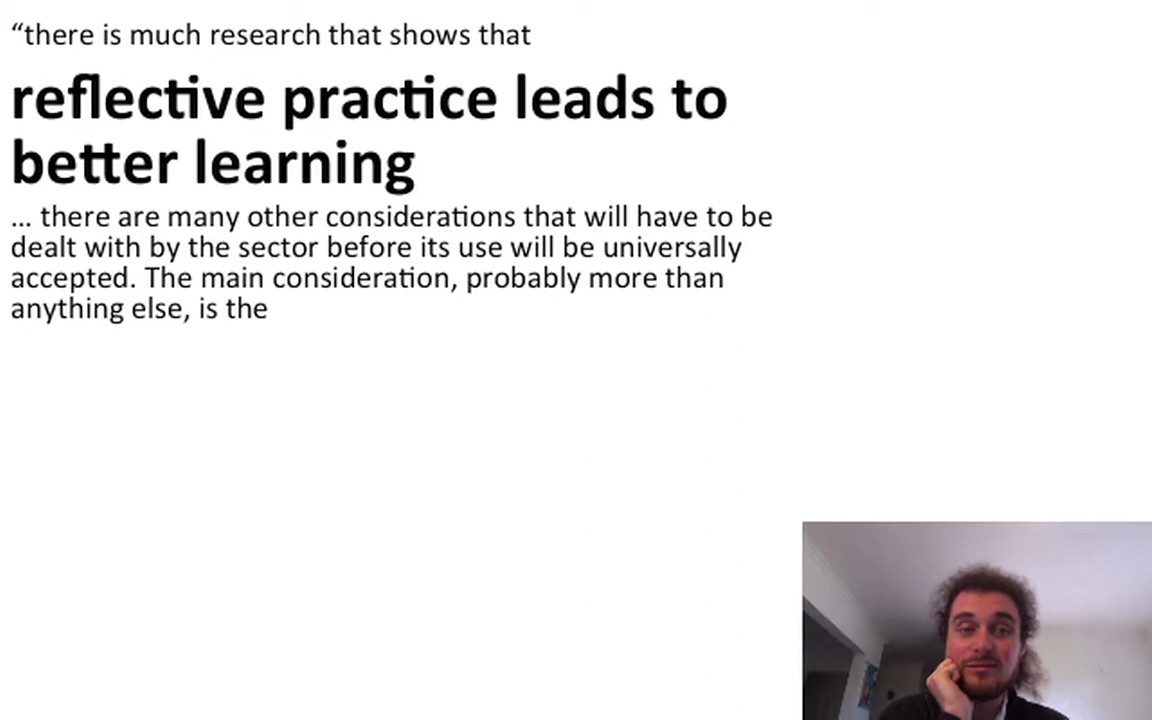 “there is much research that shows that
reflective practice leads to
better learning
... there are many other considerations that will have to be
dealt with by the sector before its use will be universally
accepted. The main consideration, probably more than
anything else, is the